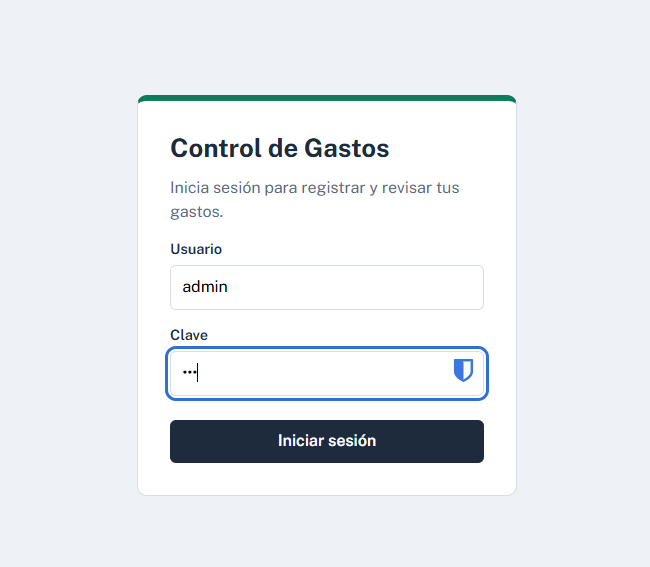 Control de Gastos
Inicia sesión para registrar y revisar tus
gastos.
Usuario
admin
Clave
•••
Iniciar sesión